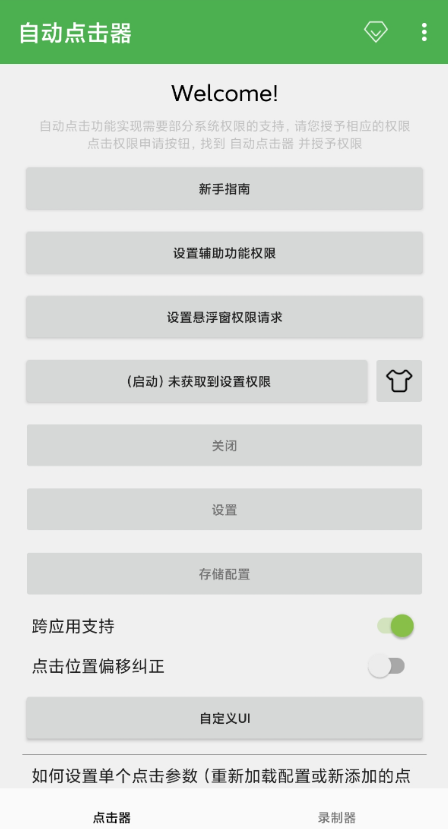 自动点击器
Welcome!
自动点击功能实现需要部分系统权限的支持, 请您授予相应的权限
点击权限申请按钮, 找到 自动点击器 并授予权限
新手指南
设置辅助功能权限
设置悬浮窗权限请求
(启动) 未获取到设置权限
关闭
设置
存储配置
跨应用支持
点击位置偏移纠正
自定义UI
如何设置单个点击参数 (重新加载配置或新添加的点
点击器
录制器